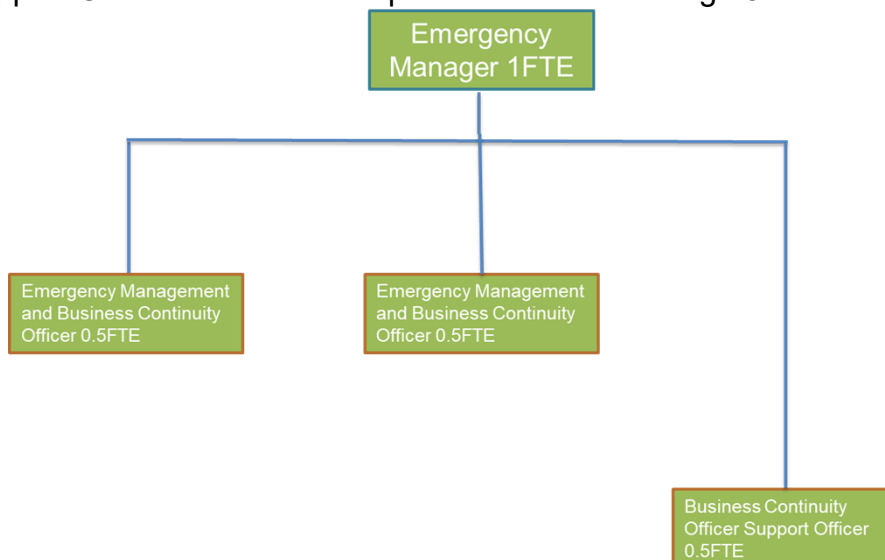 Emergency
Manager 1FTE
Emergency Management
and Business Continuity
Officer 0.5FTE
Emergency Management
and Business Continuity
Officer 0.5FTE
Business Continuity
Officer Support Officer
0.5FTE